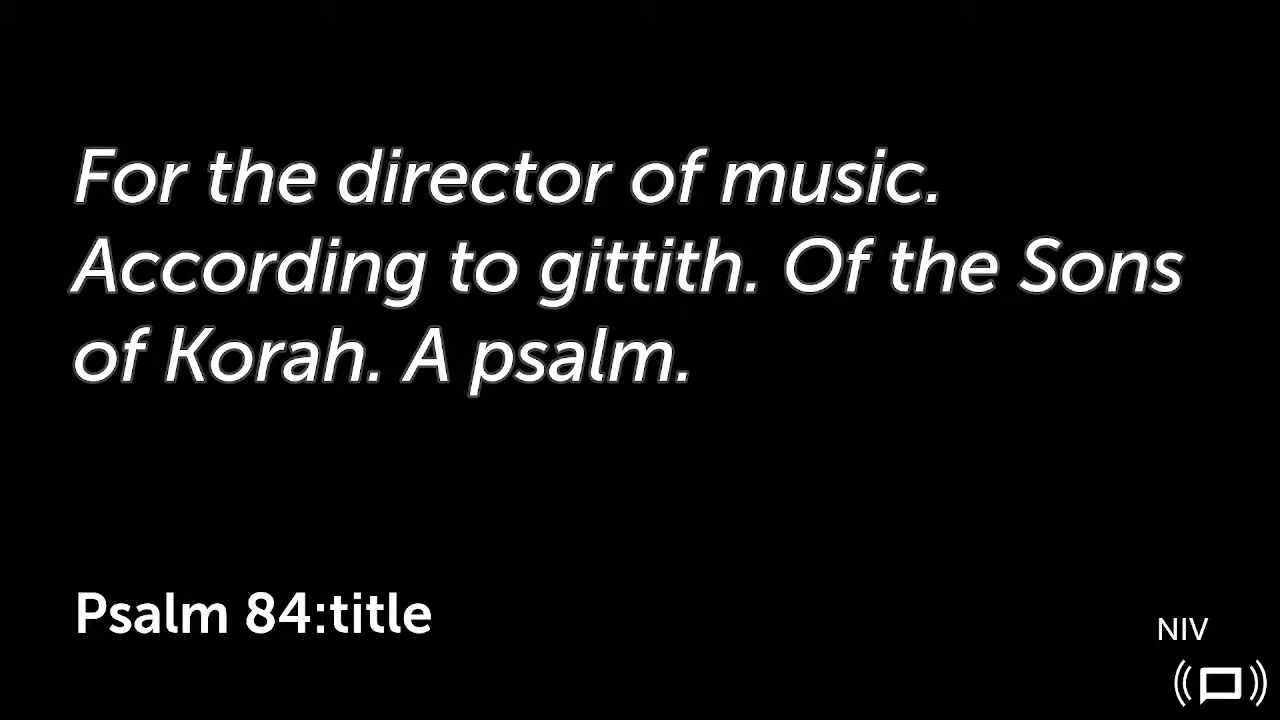 For the director of music.
According to gittith. Of the Sons
of Korah. A psalm.
Psalm 84:title
NIV